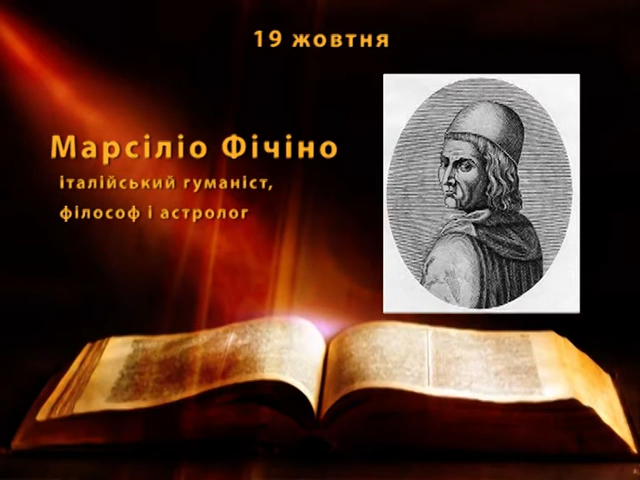 19 жовтня
Марсіліо Фічіно
італійський гуманіст,
філософ і астролог